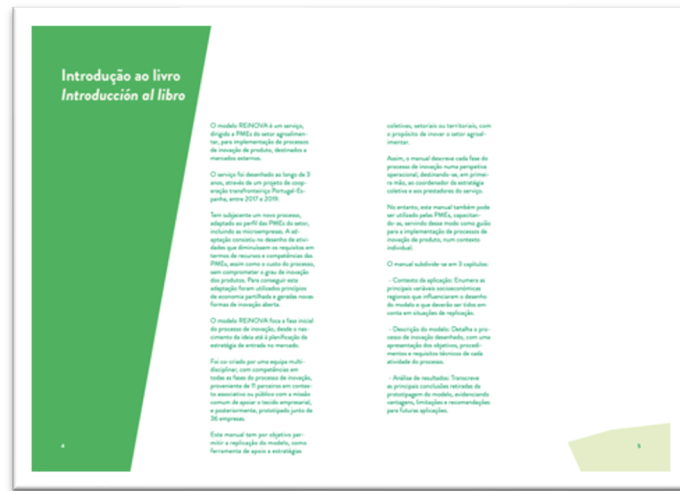 Introdução ao livro
Introducción al libro
O modelo REINOVA é um serviço,
dirigido a PMEs do setor agroalimen-
tar, para implementação de processos
de inovação de produto, destinados a
mercados externos.
O serviço foi desenhado ao longo de 3
anos, através de um projeto de coop-
eração transfronteiriço Portugal-Es-
panha, entre 2017 e 2019.
Tem subjacente um novo processo,
adaptado ao perfil das PMEs do setor,
incluindo as microempresas. A ad-
aptação consistiu no desenho de ativi-
dades que diminuíssem os requisitos em
termos de recursos e competências das
PMEs, assim como o custo do processo,
sem comprometer o grau de inovação
dos produtos. Para conseguir esta
adaptação foram utilizados princípios
de economia partilhada e geradas novas
formas de inovação aberta.
O modelo REINOVA foca a fase inicial
do processo de inovação, desde o nas-
cimento da ideia até à planificação da
estratégia de entrada no mercado.
Foi co-criado por uma equipa multi-
disciplinar, com competências em
todas as fases do processo de inovação,
proveniente de 11 parceiros em contex-
to associativo ou público com a missão
comum de apoiar o tecido empresarial,
e posteriormente, prototipado junto de
36 empresas.
Este manual tem por objetivo per-
mitir a replicação do modelo, como
ferramenta de apoio a estratégias
4
coletivas, setoriais ou territoriais, com
o propósito de inovar o setor agroal-
imentar.
Assim, o manual descreve cada fase do
processo de inovação numa perspetiva
operacional, destinando-se, em primei-
ra mão, ao coordenador da estratégia
coletiva e aos prestadores do serviço.
No entanto, este manual também pode
ser utilizado pelas PMEs, capacitan-
do-as, servindo desse modo como guião
para a implementação de processos de
inovação de produto, num contexto
individual.
O manual subdivide-se em 3 capítulos:
- Contexto da aplicação: Enumera as
principais variáveis socioeconómicas
regionais que influenciaram o desenho
do modelo e que deverão ser tidos em
conta em situações de replicação.
- Descrição do modelo: Detalha o pro-
cesso de inovação desenhado, com uma
apresentação dos objetivos, procedi-
mentos e requisitos técnicos de cada
atividade do processo.
- Análise de resultados: Transcreve
as principais conclusões retiradas da
prototipagem do modelo, evidenciando
vantagens, limitações e recomendações
para futuras aplicações.
5